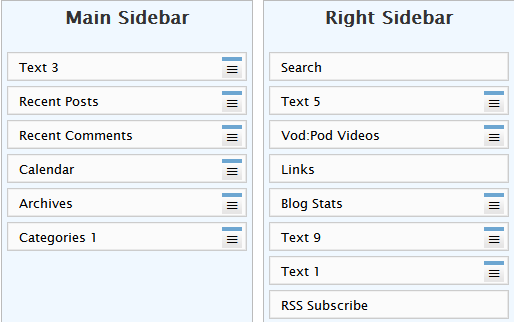 Main Sidebar
Text 3
Recent Posts
Recent Comments
Calendar
Archives
Categories 1
Right Sidebar
Search
Text 5
Vod:Pod Videos
Links
Blog Stats
Text 9
Text 1
RSS Subscribe